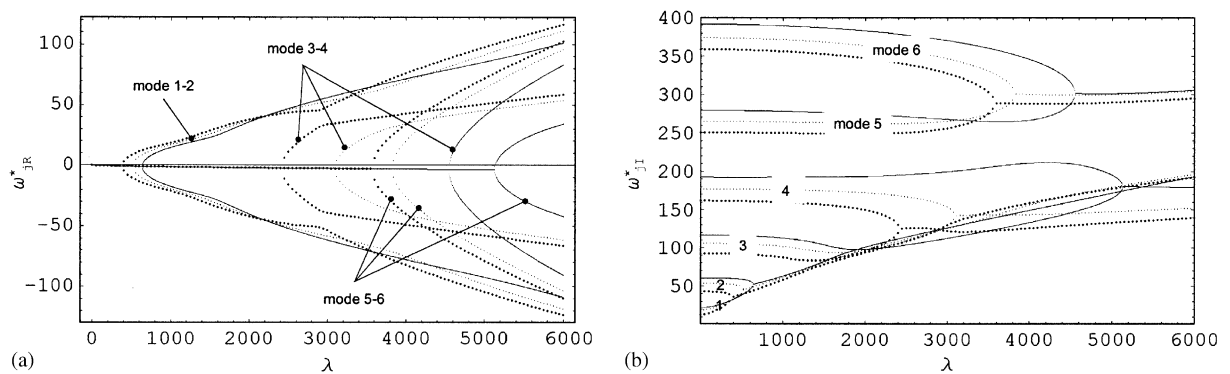 100
50
0
−50
−100
ω*jR
mode 1-2
mode 3-4
mode 5-6
0 1000 2000 3000 4000 5000 6000
λ
(a)
400
350
300
250
200
150
100
50
ω*jI
mode 6
mode 5
4
3
2
1
1000 2000 3000 4000 5000 6000
λ
(b)